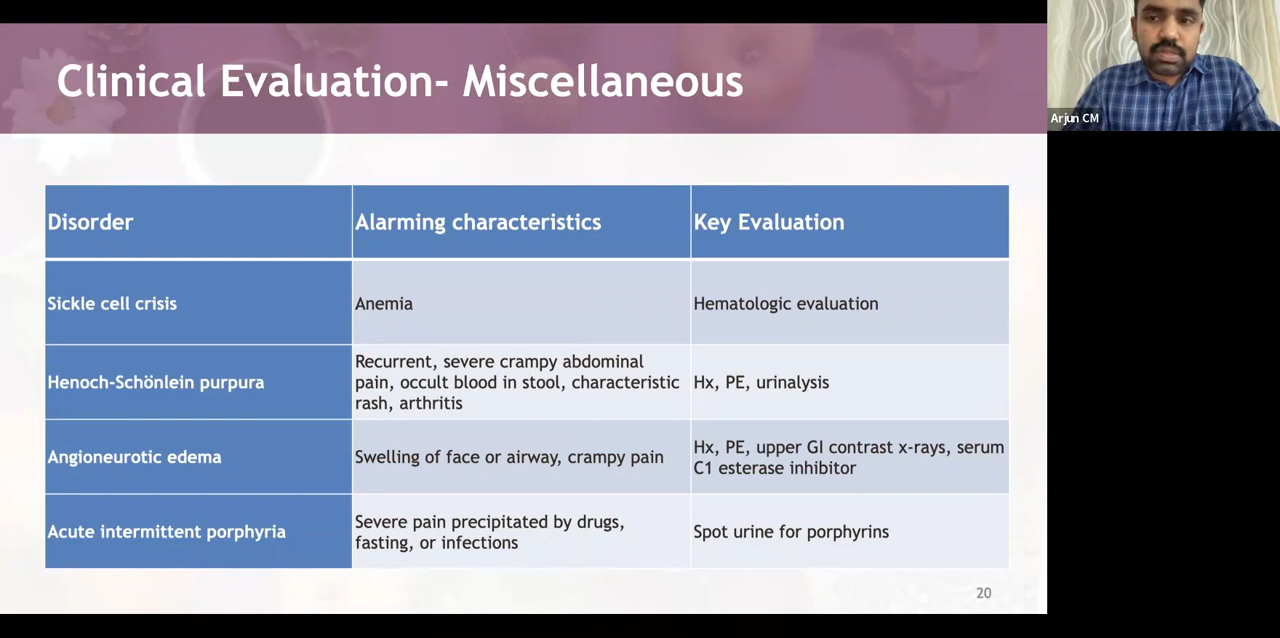 Clinical Evaluation- Miscellaneous
Arjun CM
Disorder
Alarming characteristics
Key Evaluation
Sickle cell crisis
Anemia
Hematologic evaluation
Henoch-Schönlein purpura
Recurrent, severe crampy abdominal
pain, occult blood in stool, characteristic
rash, arthritis
Hx, PE, urinalysis
Angioneurotic edema
Swelling of face or airway, crampy pain
Hx, PE, upper GI contrast x-rays, serum
C1 esterase inhibitor
Acute intermittent porphyria
Severe pain precipitated by drugs,
fasting, or infections
Spot urine for porphyrins
20